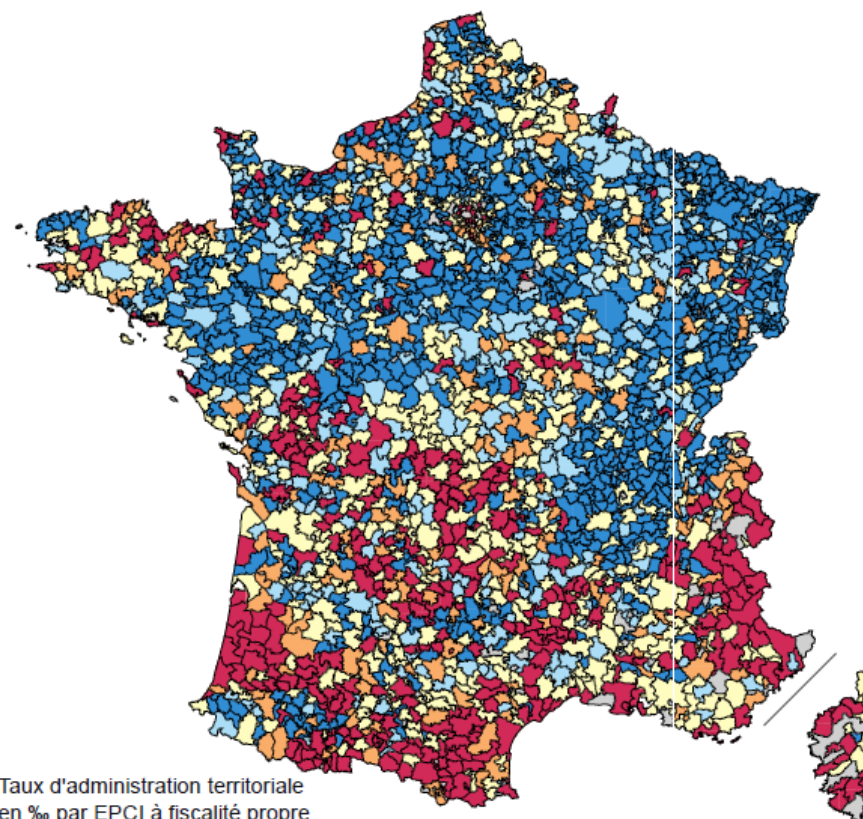 Taux d'administration territoriale
en ‰ par EPCI à fiscalité propre